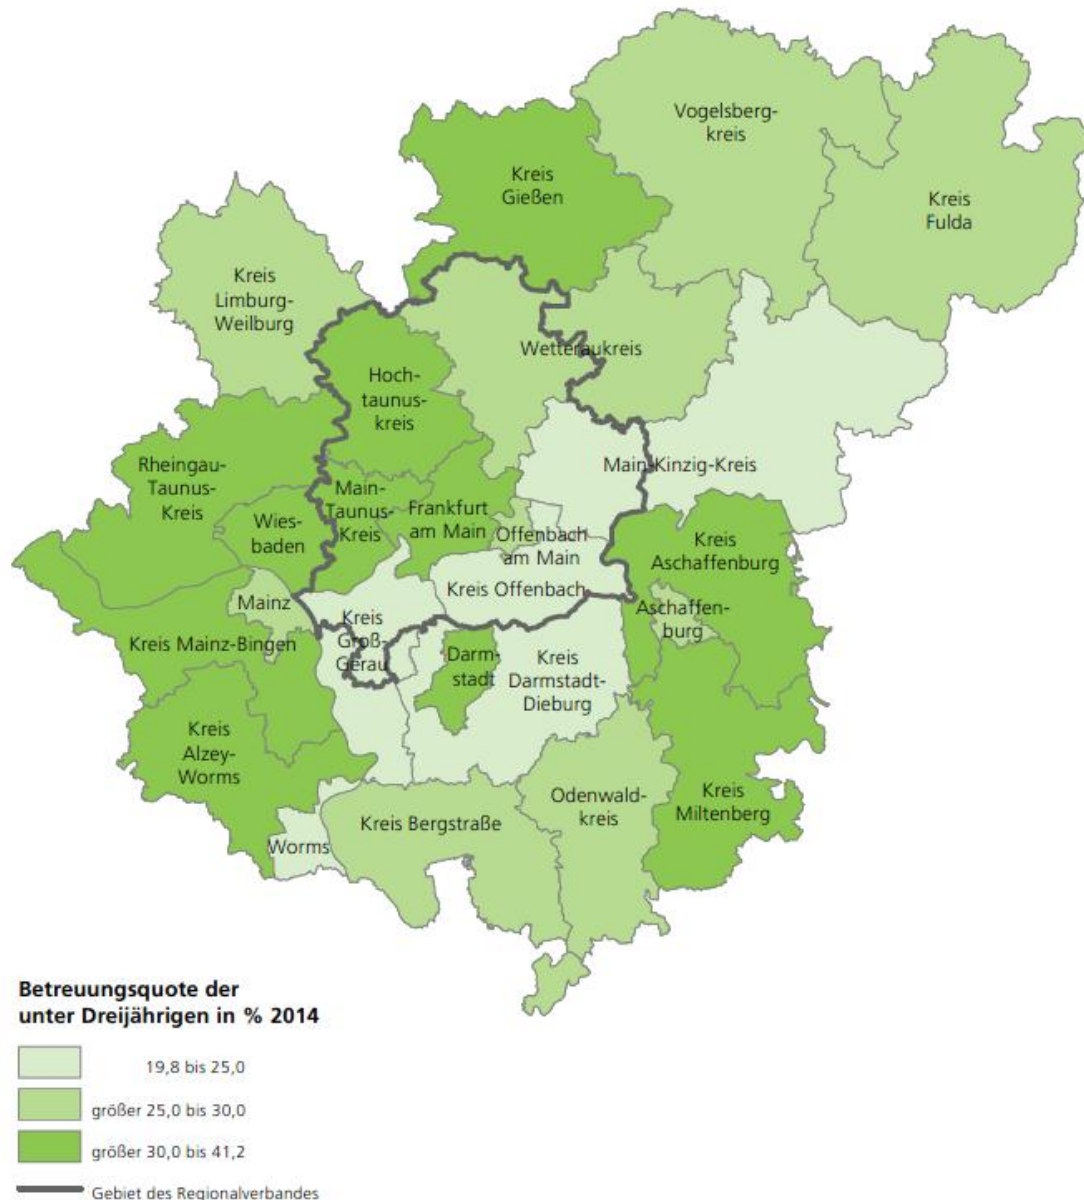 Vogelsberg-
kreis
Kreis
Gießen
Kreis
Fulda
Kreis
Limburg-
Weilburg
Wetteraukreis
Hoch-
taunus-
kreis
Rheingau-
Taunus-
Kreis
Main-Kinzig-Kreis
Main-
Taunus-
Kreis
Frankfurt
am Main
Wies-
baden
Offenbach
am Main
Kreis
Aschaffenburg
Kreis Offenbach
Mainz
Aschaffen-
burg
Kreis
Groß-
Gerau
Kreis Mainz-Bingen
Darm-
stadt
Kreis
Darmstadt-
Dieburg
Kreis
Alzey-
Worms
Odenwald-
kreis
Kreis
Miltenberg
Kreis Bergstraße
Worms
Betreuungsquote der
unter Dreijährigen in % 2014
19,8 bis 25,0
größer 25,0 bis 30,0
größer 30,0 bis 41,2
Gebiet des Regionalverbandes